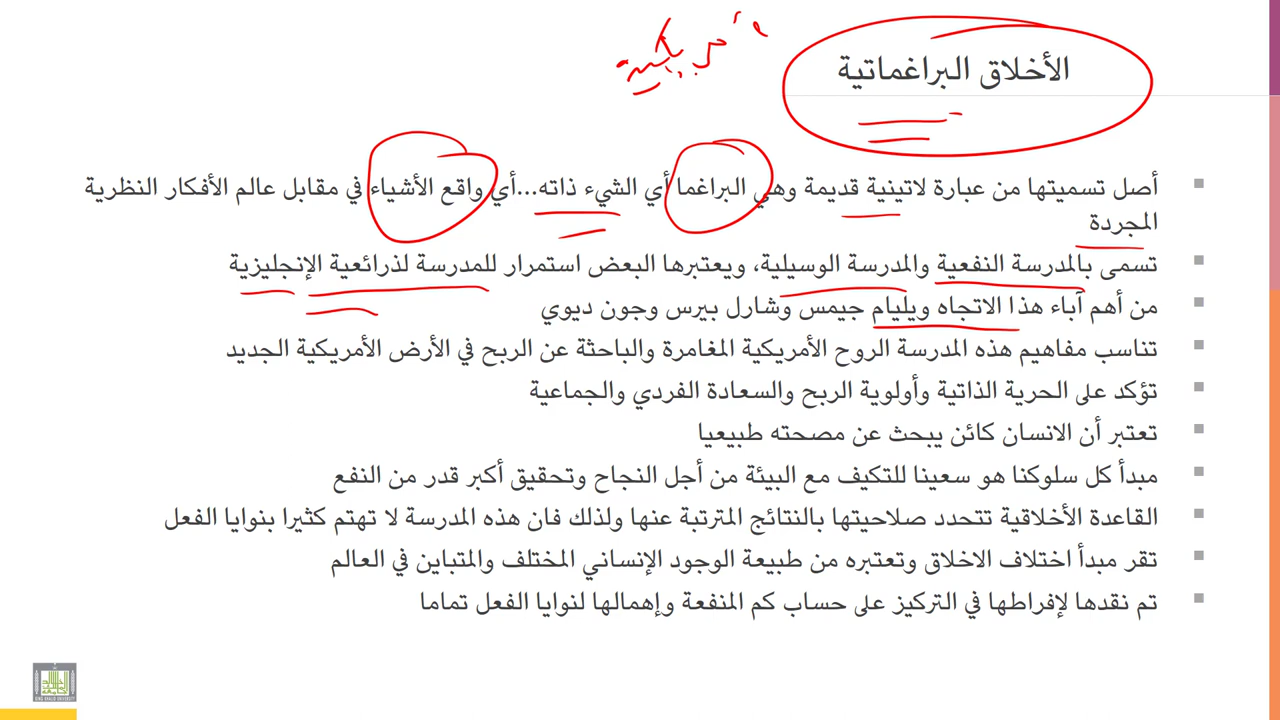 الأخلاق البراغماتية
أمريكية
أصل تسميتها من عبارة لاتينية قديمة وهي البراغما أي الشيء ذاته...أي واقع الأشياء في مقابل عالم الأفكار النظرية
المجردة
تسمى بالمدرسة النفعية والمدرسة الوسيلية، ويعتبرها البعض استمرار للمدرسة لذرائعية الإنجليزية
من أهم آباء هذا الاتجاه ويليام جيمس وشارل بيرس وجون ديوي
تناسب مفاهيم هذه المدرسة الروح الأمريكية المغامرة والباحثة عن الربح في الأرض الأمريكية الجديد
تؤكد على الحرية الذاتية وأولوية الربح والسعادة الفردي والجماعية
تعتبر أن الانسان كائن يبحث عن مصحته طبيعيا
مبدأ كل سلوكنا هو سعينا للتكيف مع البيئة من أجل النجاح وتحقيق أكبر قدر من النفع
القاعدة الأخلاقية تتحدد صلاحيتها بالنتائج المترتبة عنها ولذلك فان هذه المدرسة لا تهتم كثيرا بنوايا الفعل
تقر مبدأ اختلاف الاخلاق وتعتبره من طبيعة الوجود الإنساني المختلف والمتباين في العالم
تم نقدها لإفراطها في التركيز على حساب كم المنفعة وإهمالها لنوايا الفعل تماما